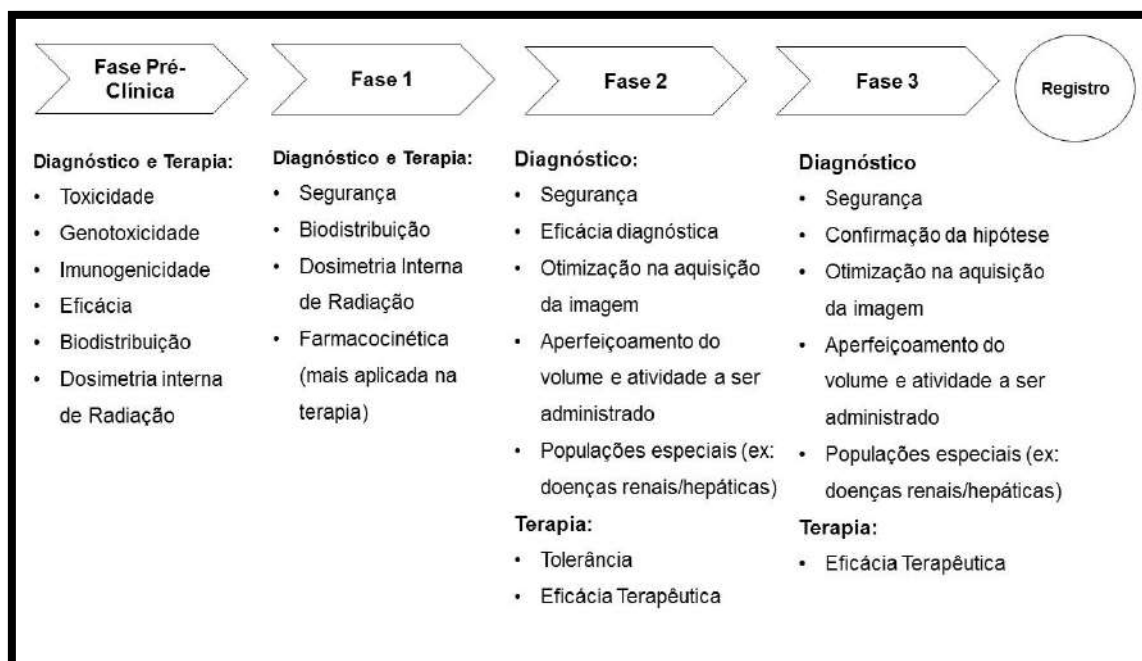 Fase Pré-
Clínica
Fase 1
Fase 2
Fase 3
Registro
Diagnóstico e Terapia:
• Toxicidade
• Genotoxicidade
• Imunogenicidade
• Eficácia
• Biodistribuição
• Dosimetria interna
de Radiação
Diagnóstico e Terapia:
• Segurança
• Biodistribuição
• Dosimetria Interna
de Radiação
• Farmacocinética
(mais aplicada na
terapia)
Diagnóstico:
• Segurança
• Eficácia diagnóstica
• Otimização na aquisição
da imagem
• Aperfeiçoamento do
volume e atividade a ser
administrado
• Populações especiais (ex:
doenças renais/hepáticas)
Terapia:
• Tolerância
• Eficácia Terapêutica
Diagnóstico
• Segurança
• Confirmação da hipótese
• Otimização na aquisição
da imagem
• Aperfeiçoamento do
volume e atividade a ser
administrado
• Populações especiais (ex:
doenças renais/hepáticas)
Terapia:
• Eficácia Terapêutica